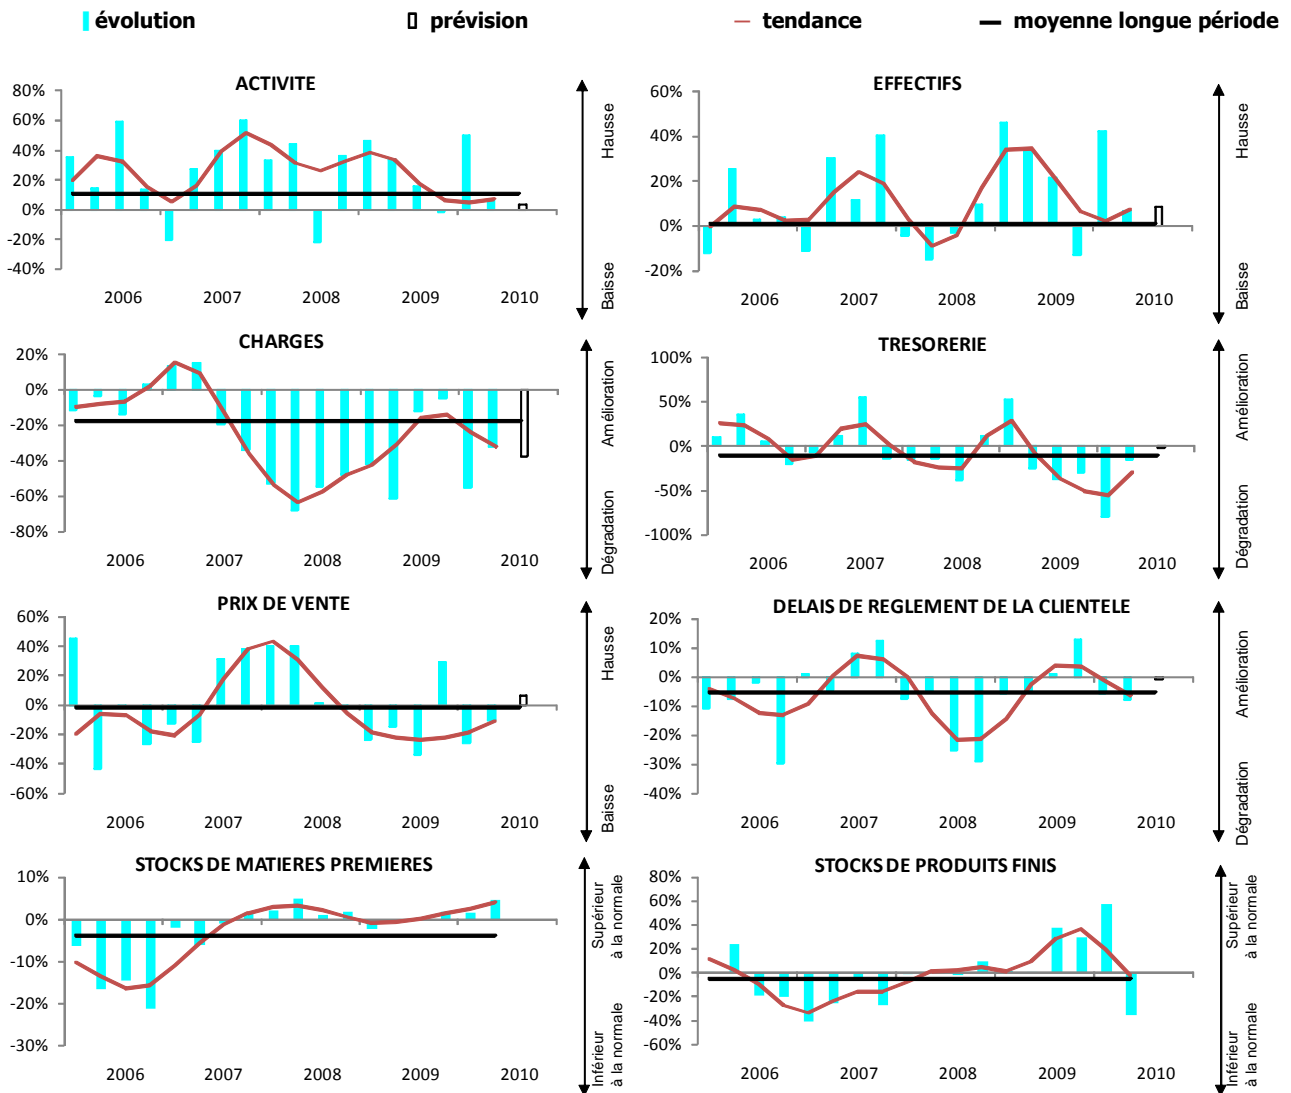 évolution prévision tendance moyenne longue période
ACTIVITE
80%
60%
40%
20%
0%
-20%
-40%
2006 2007 2008 2009 2010
Hausse
Baisse
EFFECTIFS
60%
40%
20%
0%
-20%
2006 2007 2008 2009 2010
Hausse
Baisse
CHARGES
20%
0%
-20%
-40%
-60%
-80%
2006 2007 2008 2009 2010
Amélioration
Dégradation
TRESORERIE
100%
50%
0%
-50%
-100%
2006 2007 2008 2009 2010
Amélioration
Dégradation
PRIX DE VENTE
60%
40%
20%
0%
-20%
-40%
-60%
2006 2007 2008 2009 2010
Hausse
Baisse
DELAIS DE REGLEMENT DE LA CLIENTELE
20%
10%
0%
-10%
-20%
-30%
-40%
2006 2007 2008 2009 2010
Amélioration
Dégradation
STOCKS DE MATIERES PREMIERES
10%
0%
-10%
-20%
-30%
2006 2007 2008 2009 2010
Supérieur
à la normale
Inférieur
à la normale
STOCKS DE PRODUITS FINIS
80%
60%
40%
20%
0%
-20%
-40%
-60%
2006 2007 2008 2009 2010
Supérieur
à la normale
Inférieur
à la normale